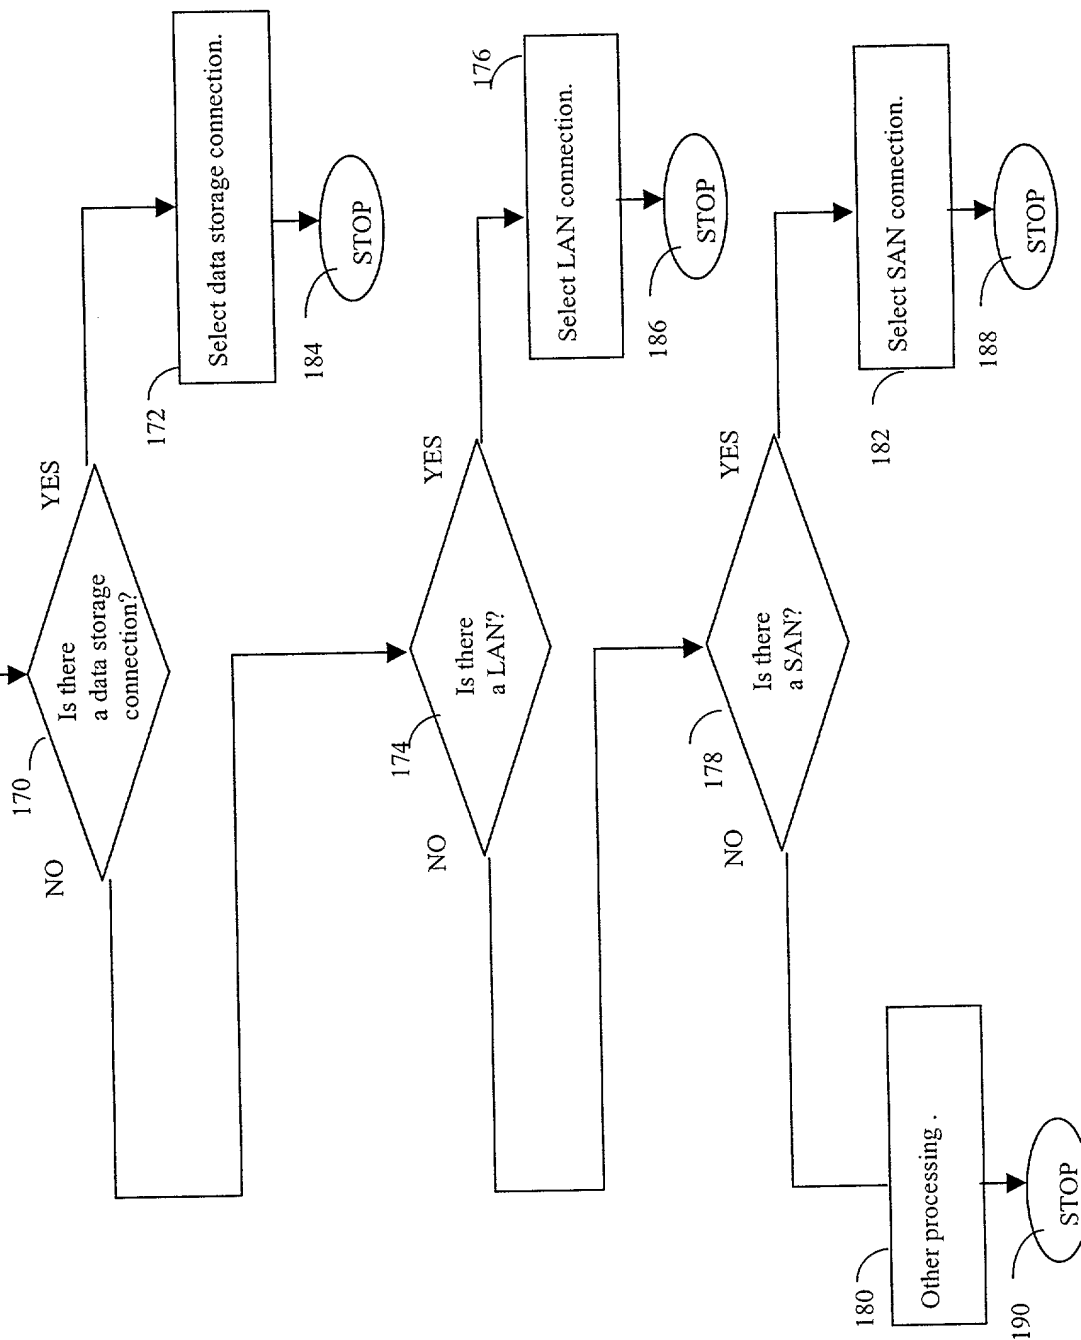 170
Is there
a data storage
connection?
YES
NO
172
Select data storage connection.
184
STOP
174
Is there
a LAN?
YES
NO
176
Select LAN connection.
186
STOP
178
Is there
a SAN?
YES
NO
182
Select SAN connection.
188
STOP
180
Other processing .
190
STOP